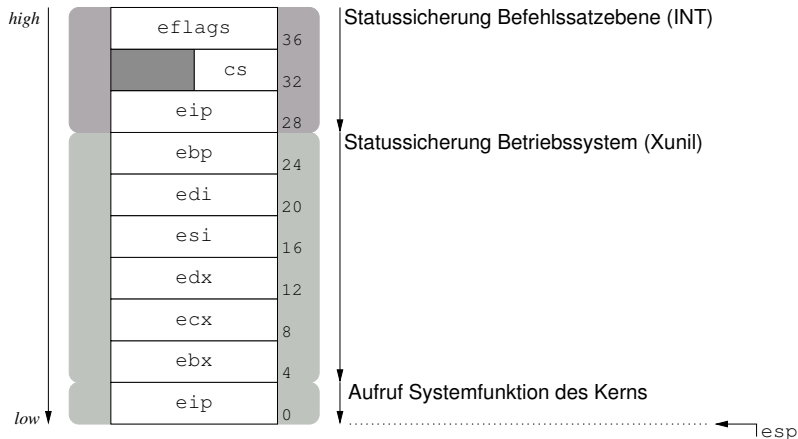 high
eflags
36
Statussicherung Befehlssatzebene (INT)
cs
32
eip
28
Statussicherung Betriebssystem (Xunil)
ebp
24
edi
20
esi
16
edx
12
ecx
8
ebx
4
Aufruf Systemfunktion des Kerns
eip
0
low
esp